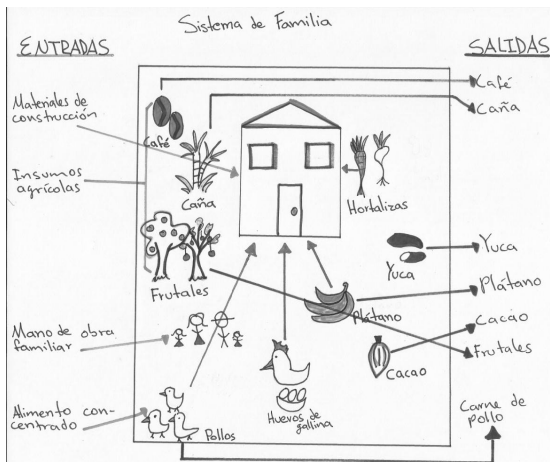 Sistema de Familia
ENTRADAS
SALIDAS
Materiales de
construcción
Insumos
agrícolas
Mano de obra
familiar
Alimento con-
centrado
Café
Caña
Frutales
Pollos
Huevos de
gallina
Hortalizas
Yuca
Plátano
Cacao
Café
Caña
Yuca
Plátano
Cacao
Frutales
Carne de
pollo